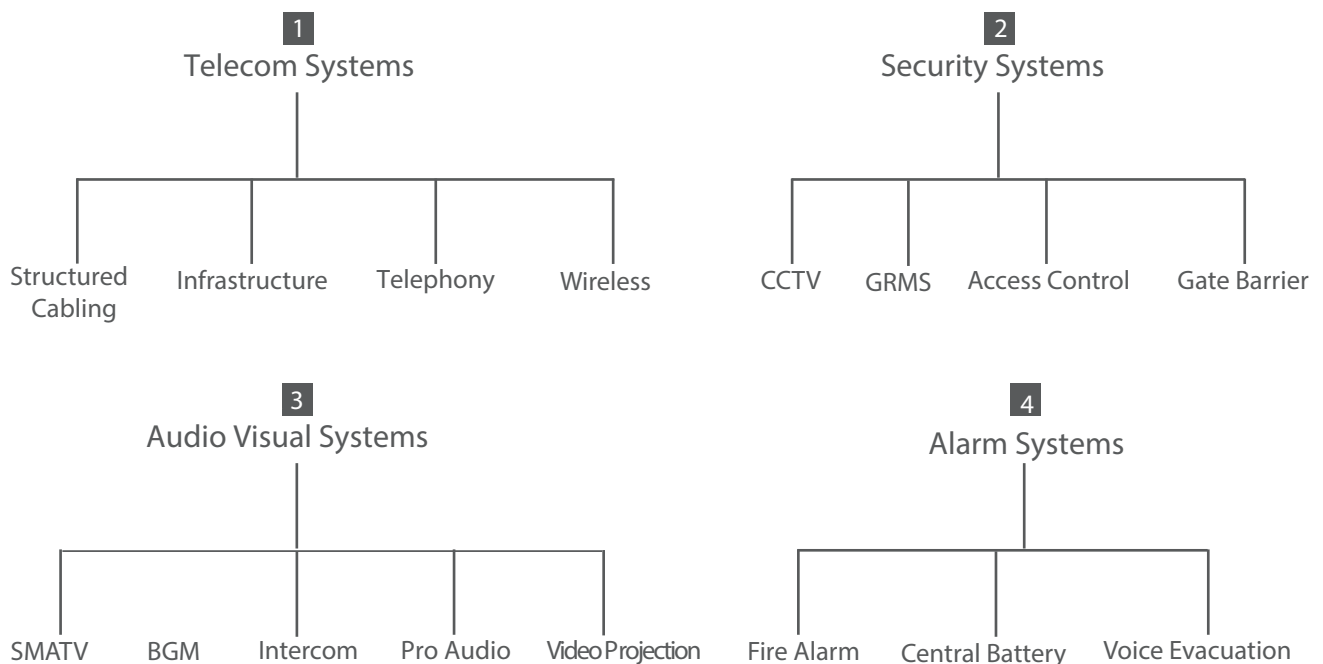 1
Telecom Systems
Structured
Cabling
Infrastructure
Telephony
Wireless
2
Security Systems
CCTV
GRMS
Access Control
Gate Barrier
3
Audio Visual Systems
SMATV
BGM
Intercom
Pro Audio
Video Projection
4
Alarm Systems
Fire Alarm
Central Battery
Voice Evacuation